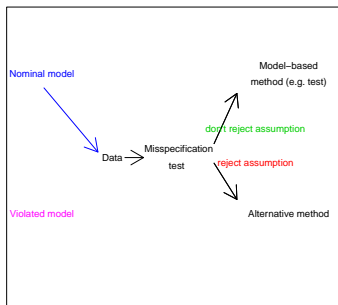 Nominal model
Model−based
method (e.g. test)
don't reject assumption
Data
Misspecification
test
reject assumption
Violated model
Alternative method